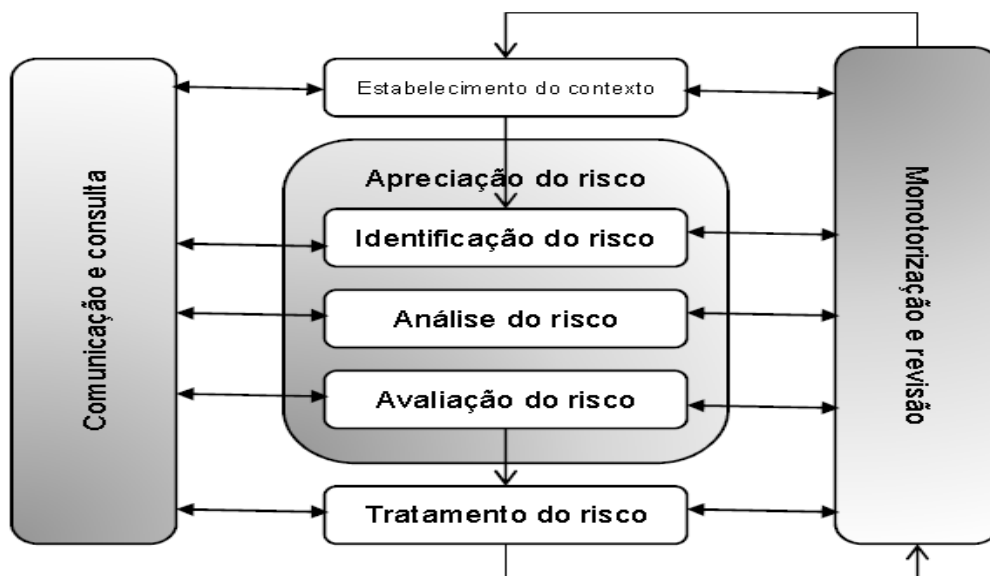 Estabelecimento do contexto
Comunicação e consulta
Apreciação do risco
Identificação do risco
Análise do risco
Avaliação do risco
Tratamento do risco
Monotorização e revisão